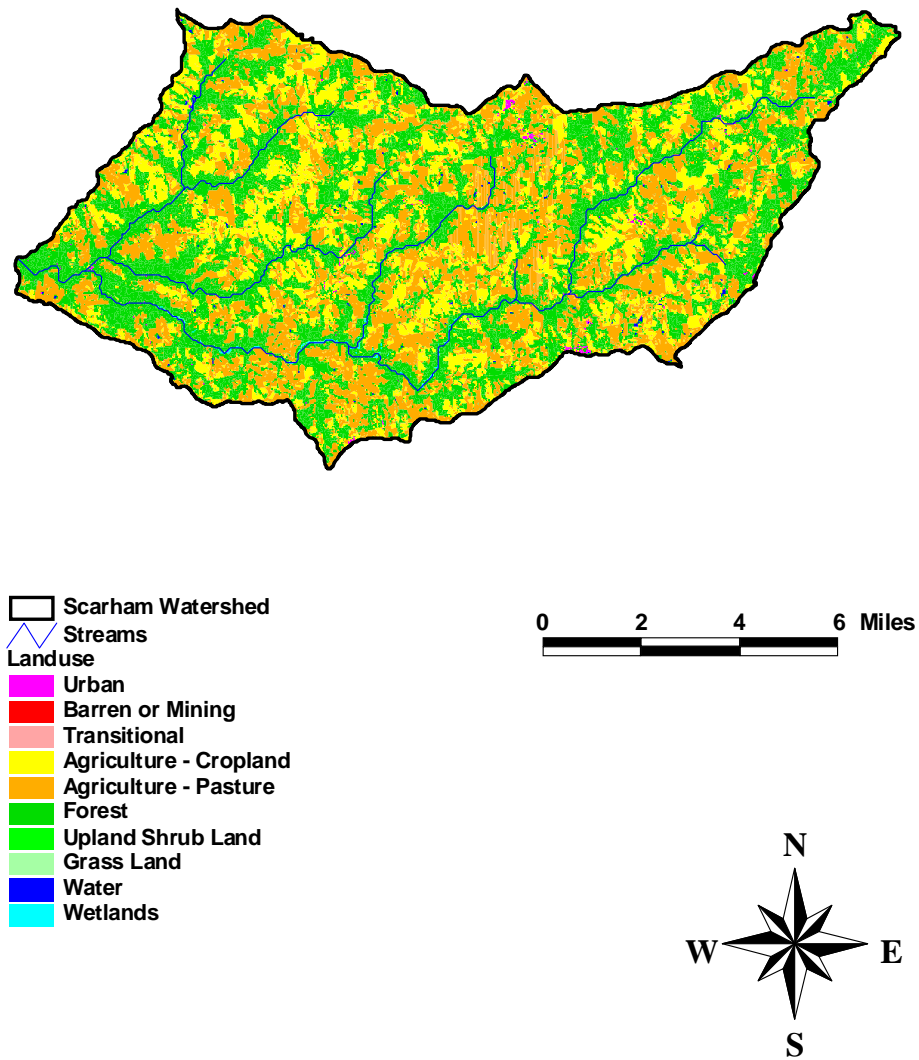 Scarham Watershed
Streams
Landuse
Urban
Barren or Mining
Transitional
Agriculture - Cropland
Agriculture - Pasture
Forest
Upland Shrub Land
Grass Land
Water
Wetlands
0 2 4 6 Miles
N
W E
S